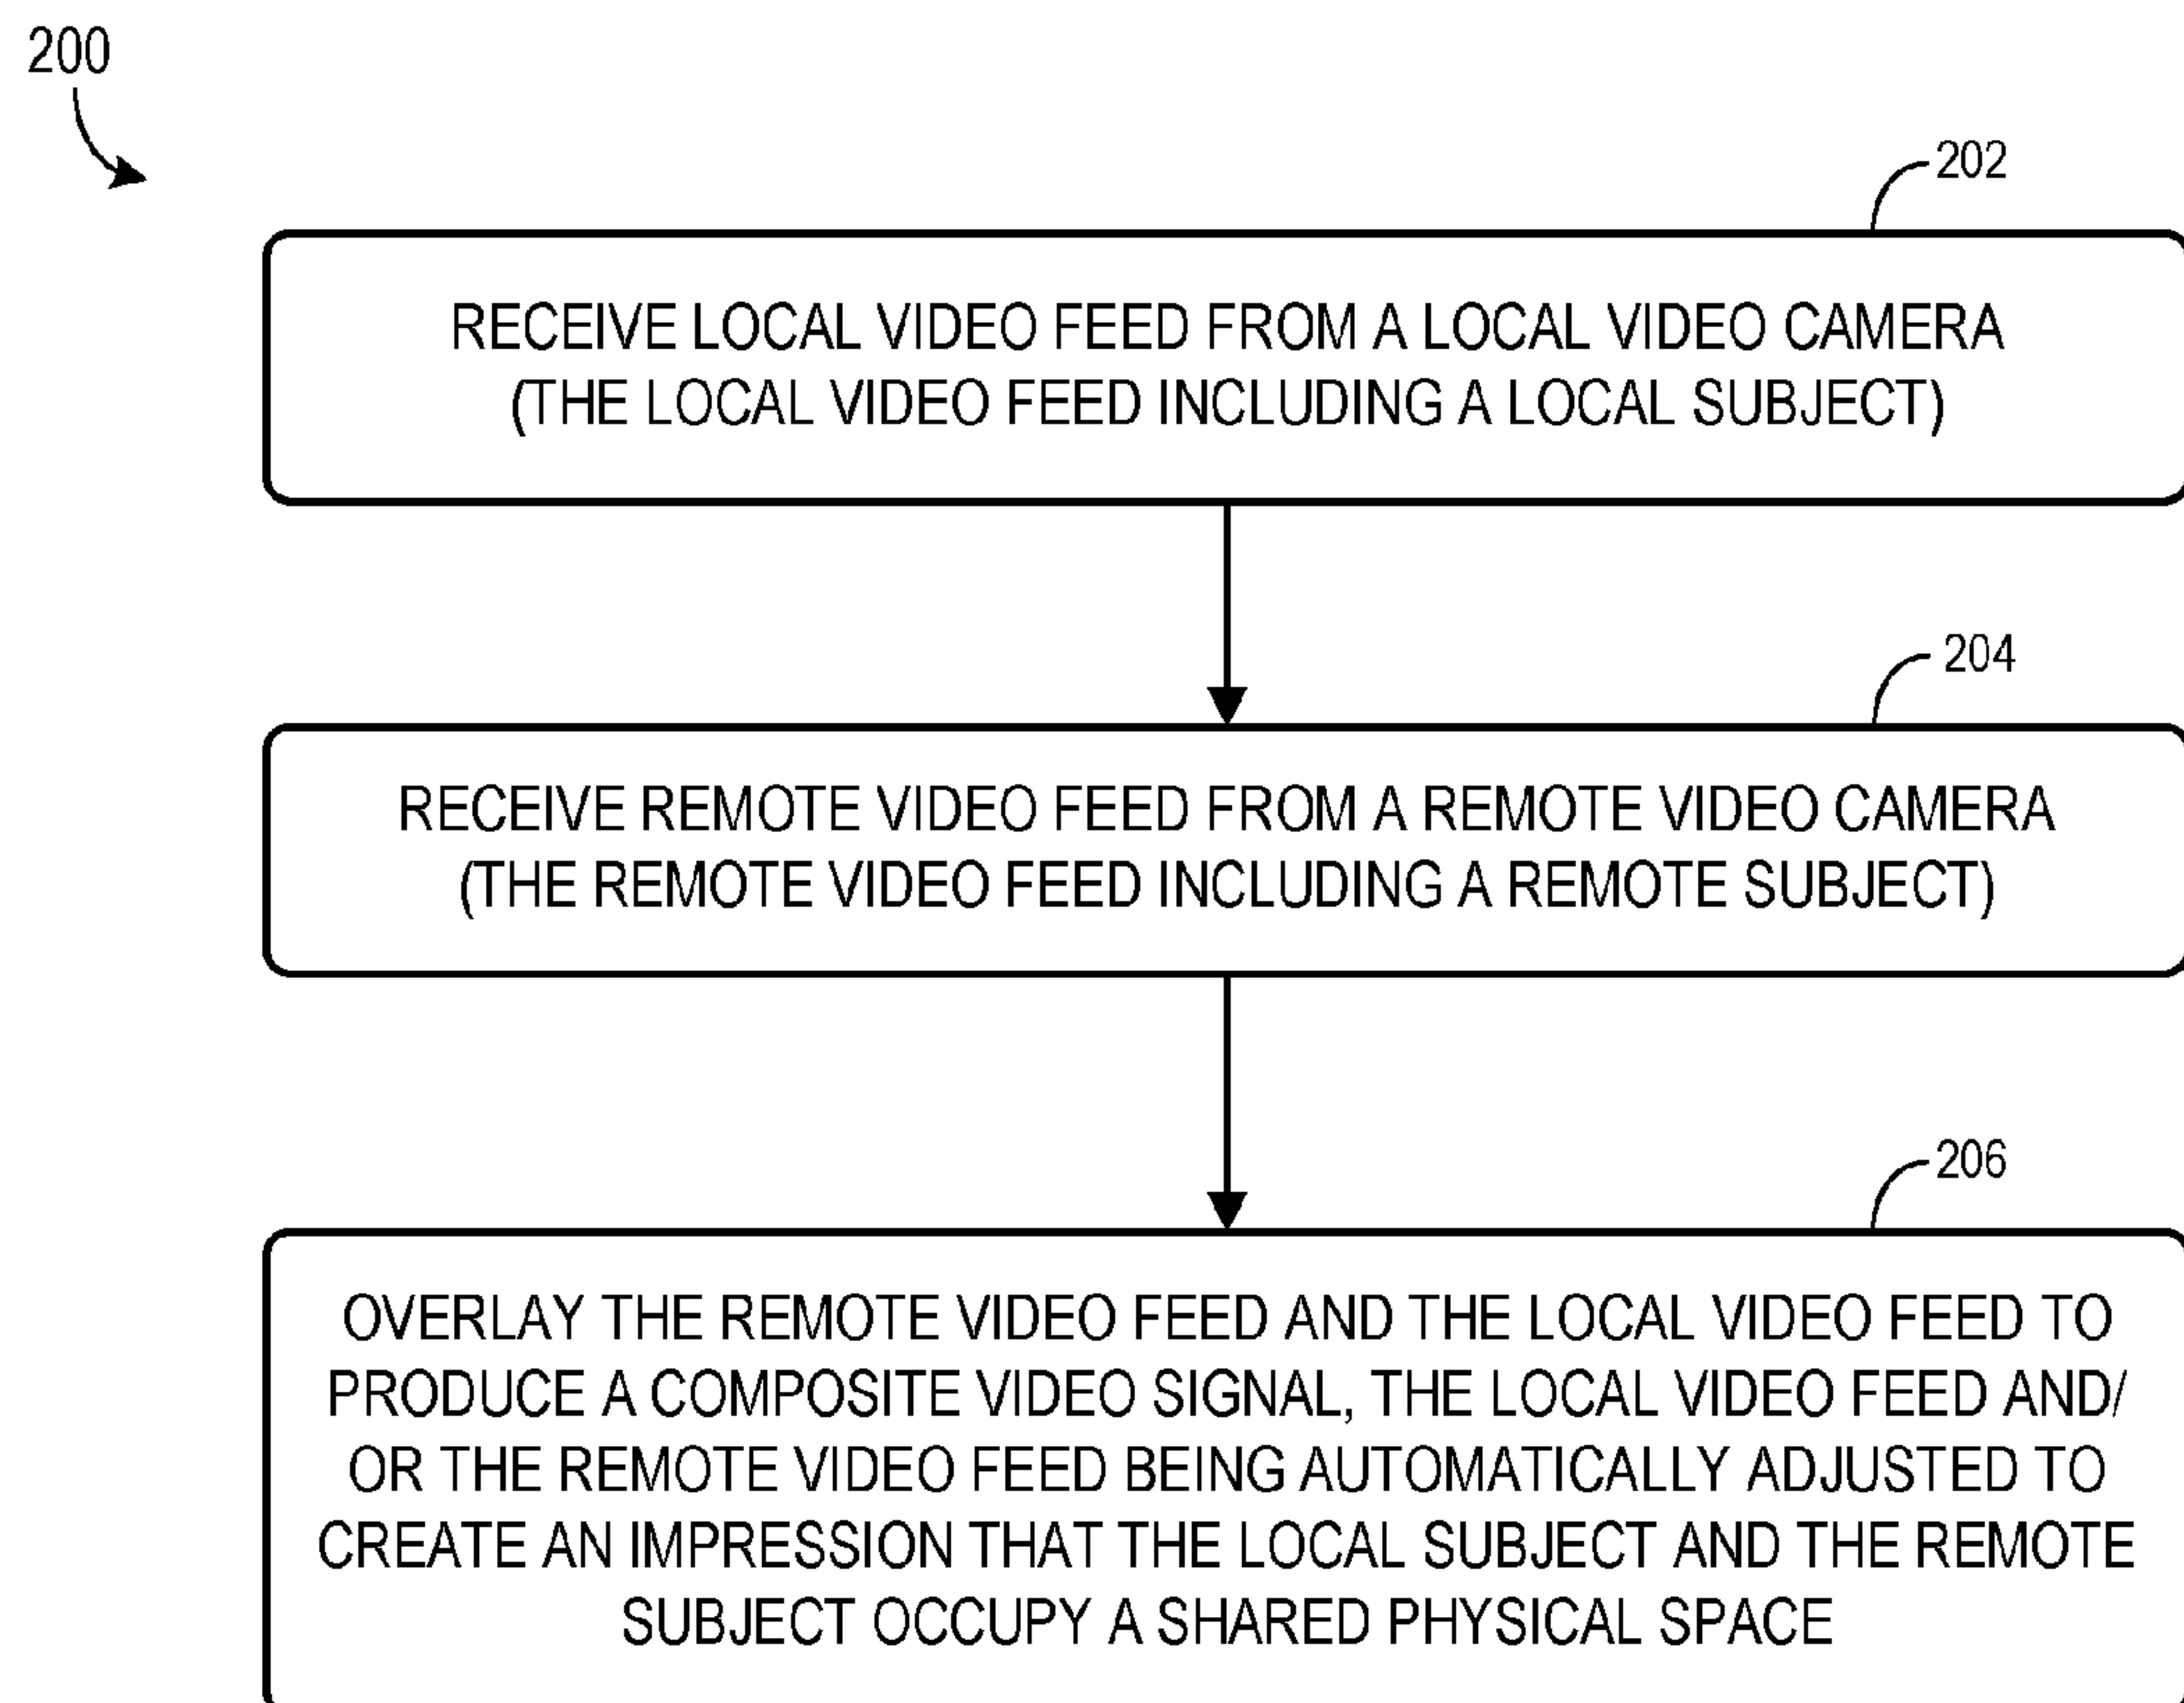 200
202
RECEIVE LOCAL VIDEO FEED FROM A LOCAL VIDEO CAMERA
(THE LOCAL VIDEO FEED INCLUDING A LOCAL SUBJECT)
204
RECEIVE REMOTE VIDEO FEED FROM A REMOTE VIDEO CAMERA
(THE REMOTE VIDEO FEED INCLUDING A REMOTE SUBJECT)
206
OVERLAY THE REMOTE VIDEO FEED AND THE LOCAL VIDEO FEED TO
PRODUCE A COMPOSITE VIDEO SIGNAL, THE LOCAL VIDEO FEED AND/
OR THE REMOTE VIDEO FEED BEING AUTOMATICALLY ADJUSTED TO
CREATE AN IMPRESSION THAT THE LOCAL SUBJECT AND THE REMOTE
SUBJECT OCCUPY A SHARED PHYSICAL SPACE